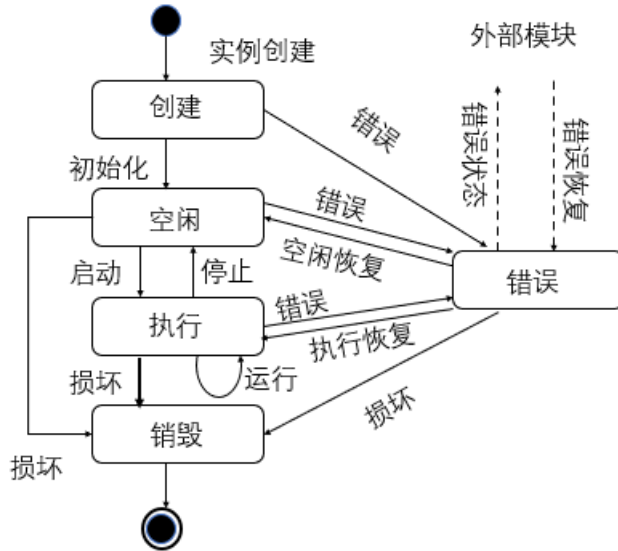 外部模块
实例创建
创建
错误
错误状态
错误恢复
初始化
空闲
错误
空闲恢复
启动
停止
错误
错误
执行
执行恢复
损坏
运行
损坏
销毁
损坏